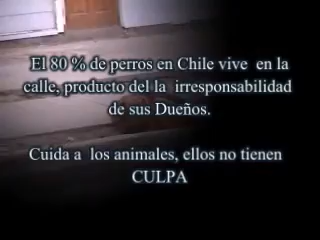 El 80 % de perros en Chile vive en la
calle, producto del la irresponsabilidad
de sus Dueños.
Cuida a los animales, ellos no tienen
CULPA